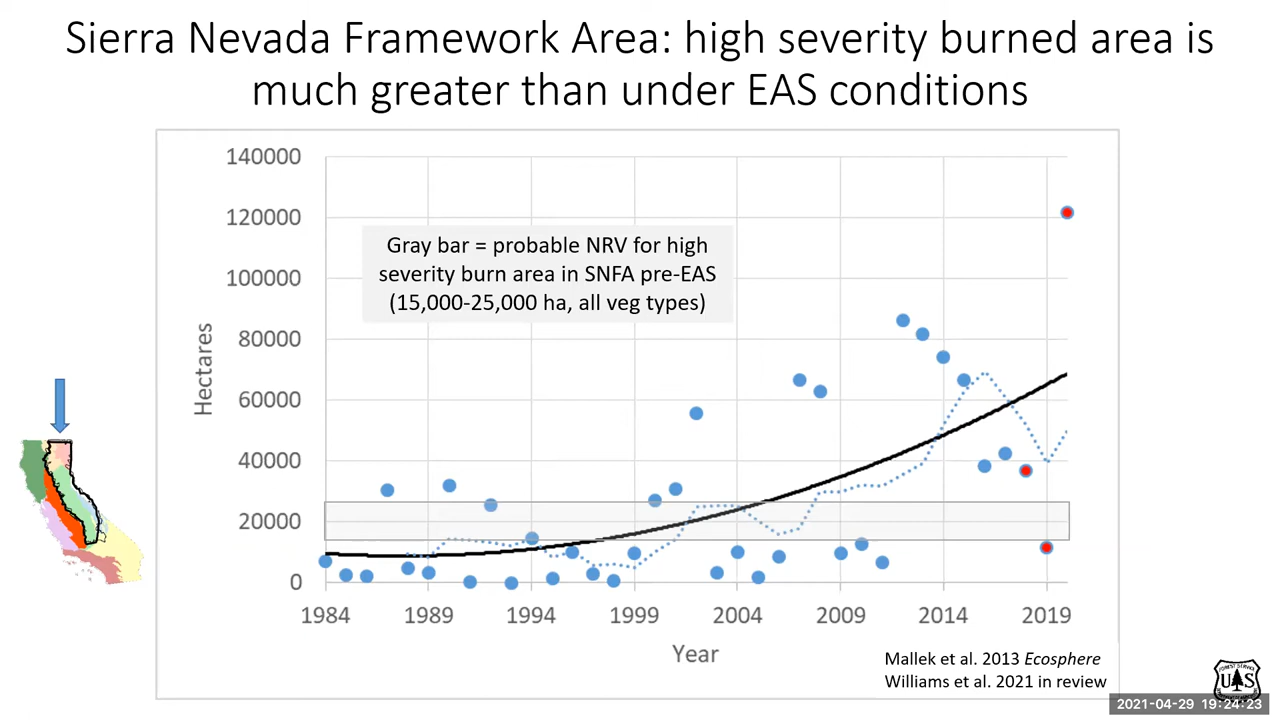 Sierra Nevada Framework Area: high severity burned area is
much greater than under EAS conditions
140000
120000
100000
80000
60000
40000
20000
0
Hectares
Gray bar = probable NRV for high
severity burn area in SNFA pre-EAS
(15,000-25,000 ha, all veg types)
1984 1989 1994 1999 2004 2009 2014 2019
Year
Mallek et al. 2013 Ecosphere
Williams et al. 2021 in review
FOREST SERVICE
U S
2021-04-29 19:24:23